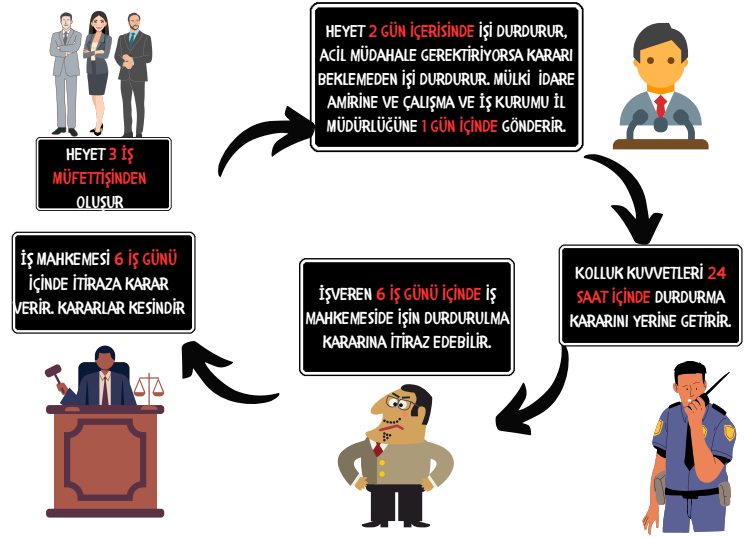 HEYET 3 İŞ
MÜFETTİŞİNDEN
OLUŞUR
HEYET 2 GÜN İÇERİSİNDE İŞİ DURDURUR,
ACİL MÜDAHALE GEREKTİRİYORSA KARARI
BEKLEMEDEN İŞİ DURDURUR. MÜLKİ İDARE
AMİRİNE VE ÇALIŞMA VE İŞ KURUMU İL
MÜDÜRLÜĞÜNE 1 GÜN İÇİNDE GÖNDERİR.
KOLLUK KUVVETLERİ 24
SAAT İÇİNDE DURDURMA
KARARINI YERİNE GETİRİR.
İŞVEREN 6 İŞ GÜNÜ İÇİNDE İŞ
MAHKEMESİDE İŞİN DURDURULMA
KARARINA İTİRAZ EDEBİLİR.
İŞ MAHKEMESİ 6 İŞ GÜNÜ
İÇİNDE İTİRAZA KARAR
VERİR. KARARLAR KESİNDİR